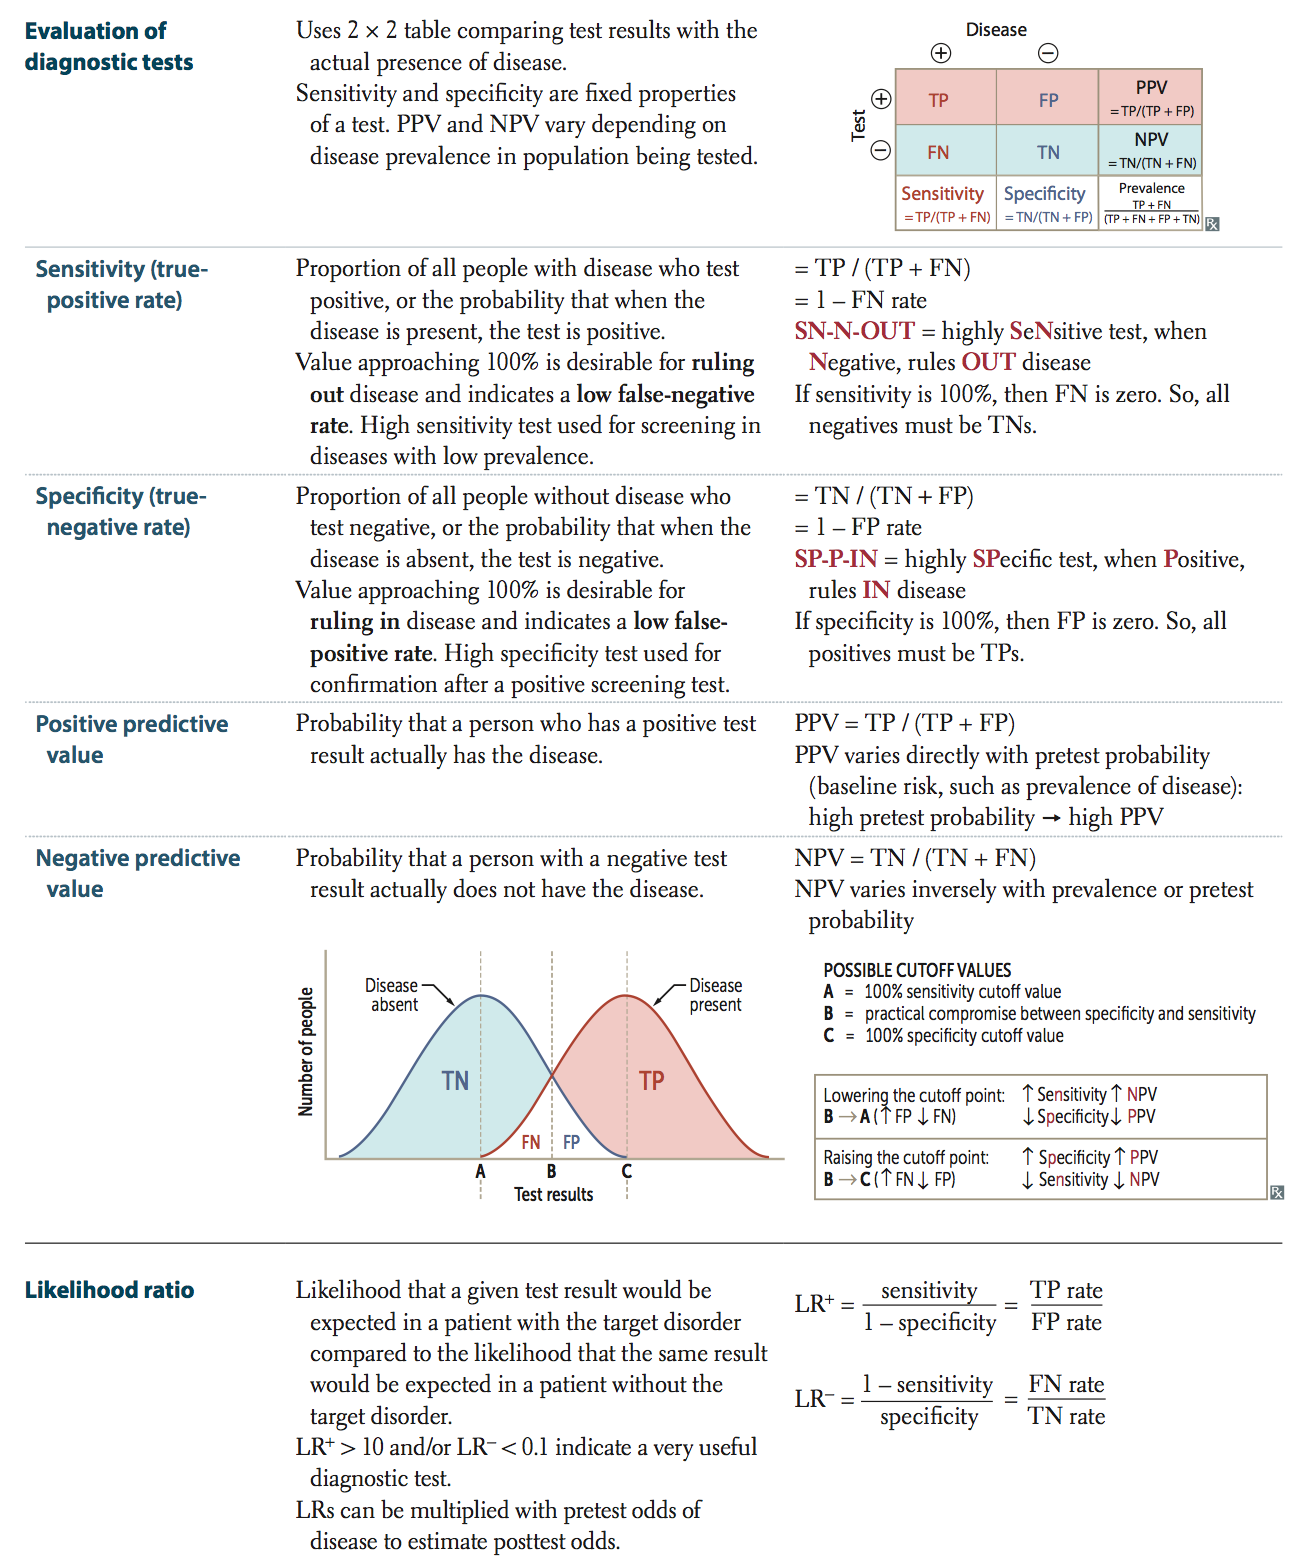 Evaluation of
diagnostic tests
Uses 2 × 2 table comparing test results with the
actual presence of disease.
Sensitivity and specificity are fixed properties
of a test. PPV and NPV vary depending on
disease prevalence in population being tested.
Disease
+ −
Test
+ TP FP PPV
= TP/(TP + FP)
− FN TN NPV
= TN/(TN + FN)
Sensitivity Specificity Prevalence
= TP/(TP + FN) = TN/(TN + FP) TP + FN
(TP + FN + FP + TN)
Rx
Sensitivity (true-
positive rate)
Proportion of all people with disease who test
positive, or the probability that when the
disease is present, the test is positive.
Value approaching 100% is desirable for ruling
out disease and indicates a low false-negative
rate. High sensitivity test used for screening in
diseases with low prevalence.
= TP / (TP + FN)
= 1 – FN rate
SN-N-OUT = highly SeNsitive test, when
Negative, rules OUT disease
If sensitivity is 100%, then FN is zero. So, all
negatives must be TNs.
Specificity (true-
negative rate)
Proportion of all people without disease who
test negative, or the probability that when the
disease is absent, the test is negative.
Value approaching 100% is desirable for
ruling in disease and indicates a low false-
positive rate. High specificity test used for
confirmation after a positive screening test.
= TN / (TN + FP)
= 1 – FP rate
SP-P-IN = highly SPecific test, when Positive,
rules IN disease
If specificity is 100%, then FP is zero. So, all
positives must be TPs.
Positive predictive
value
Probability that a person who has a positive test
result actually has the disease.
PPV = TP / (TP + FP)
PPV varies directly with pretest probability
(baseline risk, such as prevalence of disease):
high pretest probability → high PPV
Negative predictive
value
Probability that a person with a negative test
result actually does not have the disease.
NPV = TN / (TN + FN)
NPV varies inversely with prevalence or pretest
probability
Number of people
Disease
absent
Disease
present
TN TP
FN FP
A B C
Test results
POSSIBLE CUTOFF VALUES
A = 100% sensitivity cutoff value
B = practical compromise between specificity and sensitivity
C = 100% specificity cutoff value
Lowering the cutoff point: ↑ Sensitivity ↑ NPV
B → A (↑ FP ↓ FN) ↓ Specificity ↓ PPV
Raising the cutoff point: ↑ Specificity ↑ PPV
B → C (↑ FN ↓ FP) ↓ Sensitivity ↓ NPV
Rx
Likelihood ratio
Likelihood that a given test result would be
expected in a patient with the target disorder
compared to the likelihood that the same result
would be expected in a patient without the
target disorder.
LR+ > 10 and/or LR− < 0.1 indicate a very useful
diagnostic test.
LRs can be multiplied with pretest odds of
disease to estimate posttest odds.
LR+ = sensitivity / 1 – specificity = TP rate / FP rate
LR− = 1 – sensitivity / specificity = FN rate / TN rate